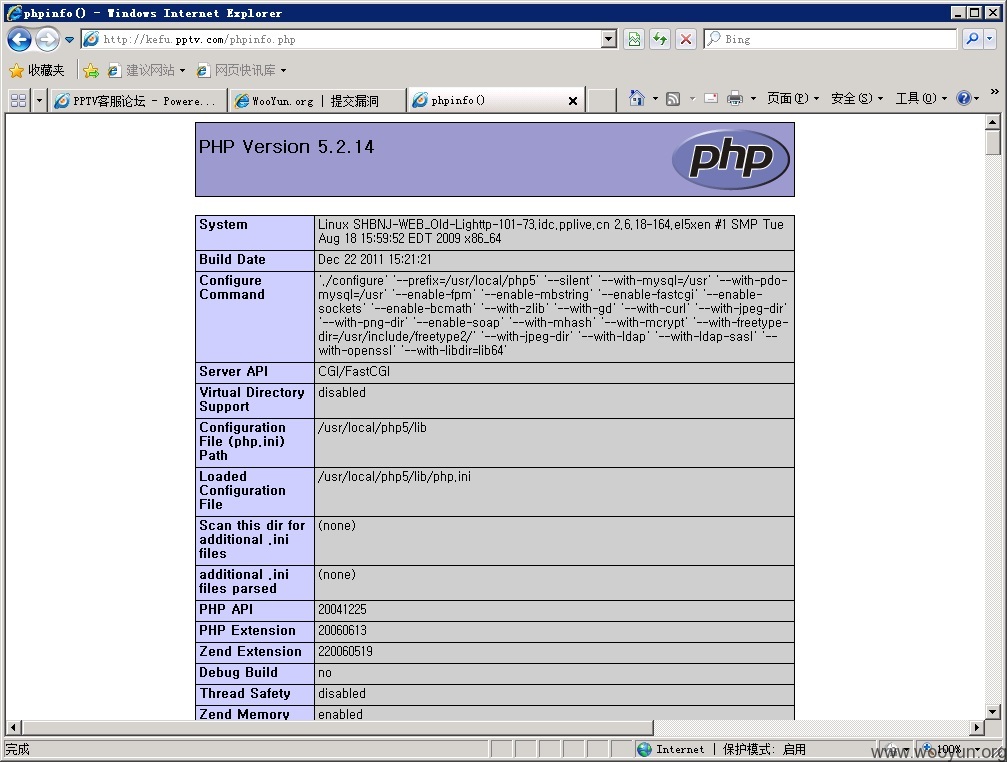 phpinfo() - Windows Internet Explorer
http://kefu.pptv.com/phpinfo.php
Bing
收藏夹 建议网站 网页快讯库
PPTV客服论坛 - Powere... WooYun.org | 提交漏洞 phpinfo() 页面(P) 安全(S) 工具(O)
PHP Version 5.2.14
php
System Linux SHBNJ-WEB_Old-Lighttp-101-73.idc.pplive.cn 2.6.18-164.el5xen #1 SMP Tue
Aug 18 15:59:52 EDT 2009 x86_64
Build Date Dec 22 2011 15:21:21
Configure './configure' '--prefix=/usr/local/php5' '--silent' '--with-mysql=/usr' '--with-pdo-
Command mysql=/usr' '--enable-fpm' '--enable-mbstring' '--enable-fastcgi' '--enable-
sockets' '--enable-bcmath' '--with-zlib' '--with-gd' '--with-curl' '--with-jpeg-dir'
'--with-png-dir' '--enable-soap' '--with-mhash' '--with-mcrypt' '--with-freetype-
dir=/usr/include/freetype2/' '--with-jpeg-dir' '--with-ldap' '--with-ldap-sasl' '--
with-openssl' '--with-libdir=lib64'
Server API CGI/FastCGI
Virtual Directory disabled
Support
Configuration /usr/local/php5/lib
File (php.ini)
Path
Loaded /usr/local/php5/lib/php.ini
Configuration
File
Scan this dir for (none)
additional .ini
files
additional .ini (none)
files parsed
PHP API 20041225
PHP Extension 20060613
Zend Extension 220060519
Debug Build no
Thread Safety disabled
Zend Memory enabled
完成 Internet | 保护模式: 启用 100%
www.wooyun.org